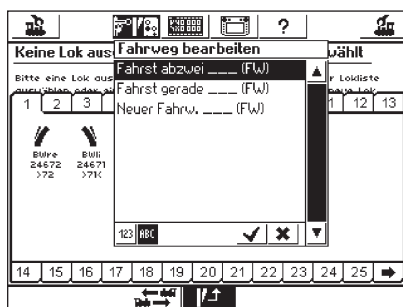 ?
Keine Lok aus
Fahrweg bearbeiten
wählt
Bitte eine Lok aus
r Lokliste
Fahrst abzwei ___ (FW)
Fahrst gerade ___ (FW)
Neuer Fahrw. ___ (FW)
1 2 3
1 12 13
BWre
24672
>72
BWli
24671
>71<
123 ABC
14 15 16 17 18 19 20 21 22 23 24 25